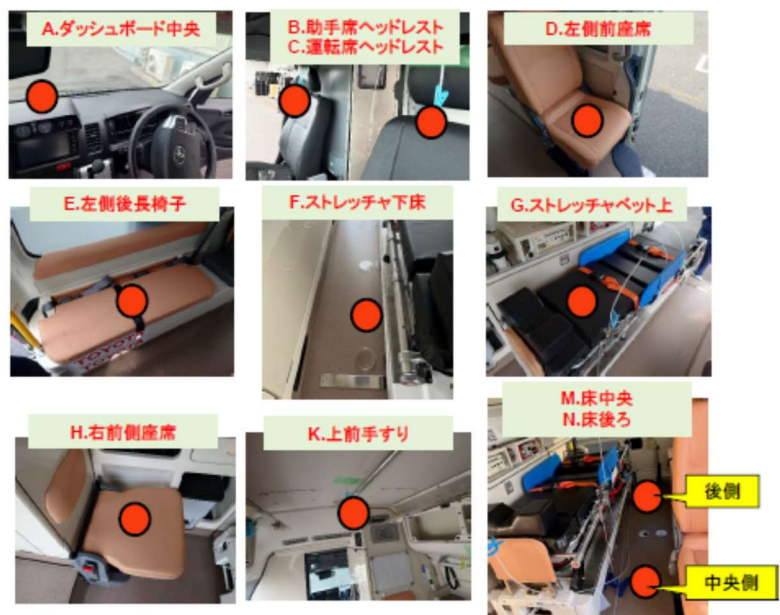 A.ダッシュボード中央
B.助手席ヘッドレスト
C.運転席ヘッドレスト
D.左側前座席
E.左側後長椅子
F.ストレッチャ下床
G.ストレッチャベット上
TOYOTA
H.右前側座席
K.上前手すり
M.床中央
N.床後ろ
後側
中央側